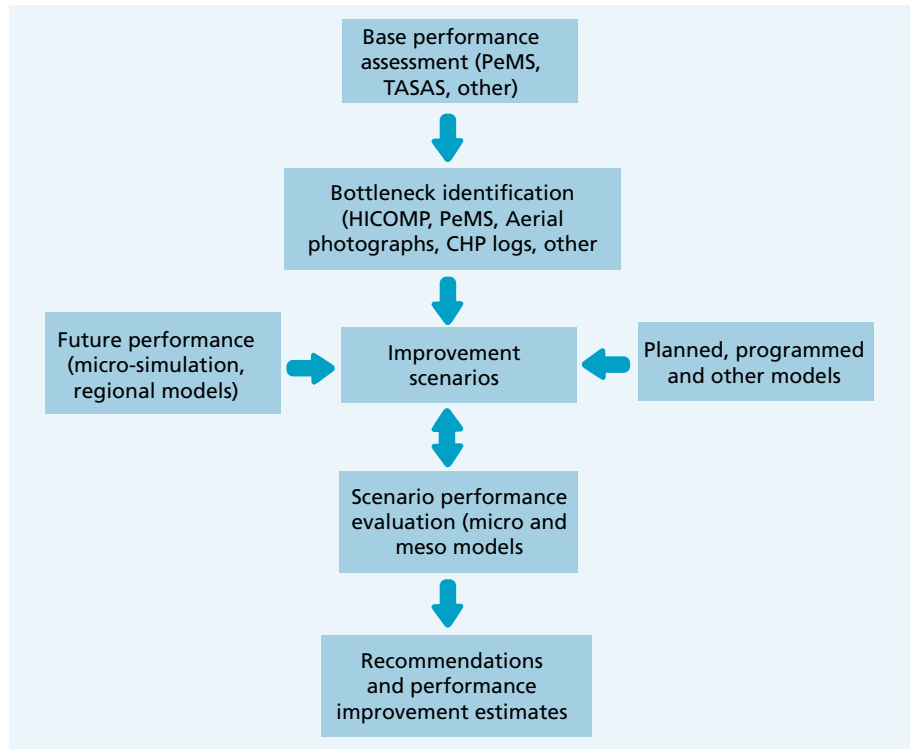 Base performance
assessment (PeMS,
TASAS, other)
Bottleneck identification
(HICOMP, PeMS, Aerial
photographs, CHP logs, other
Future performance
(micro-simulation,
regional models)
Improvement
scenarios
Planned, programmed
and other models
Scenario performance
evaluation (micro and
meso models
Recommendations
and performance
improvement estimates